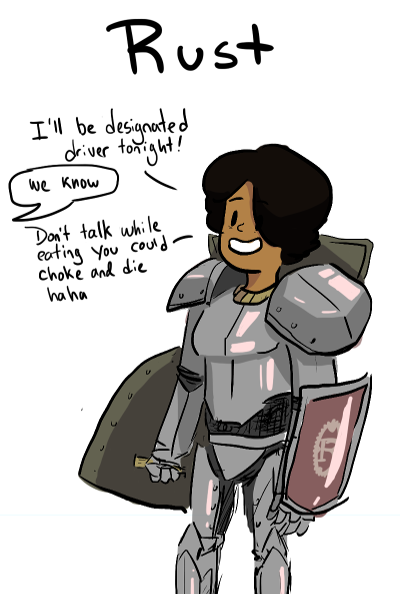 Rust
I'll be designated
driver tonight!
We know
Don't talk while
eating you could
choke and die
haha